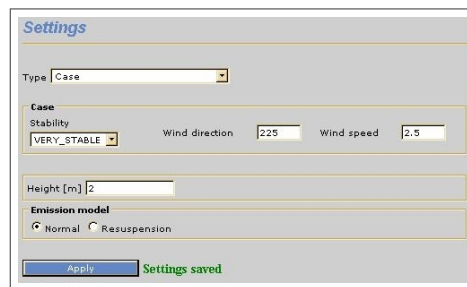 Settings
Type Case
Case
Stability
VERY_STABLE Wind direction 225 Wind speed 2.5
Height [m] 2
Emission model
Normal Resuspension
Apply Settings saved